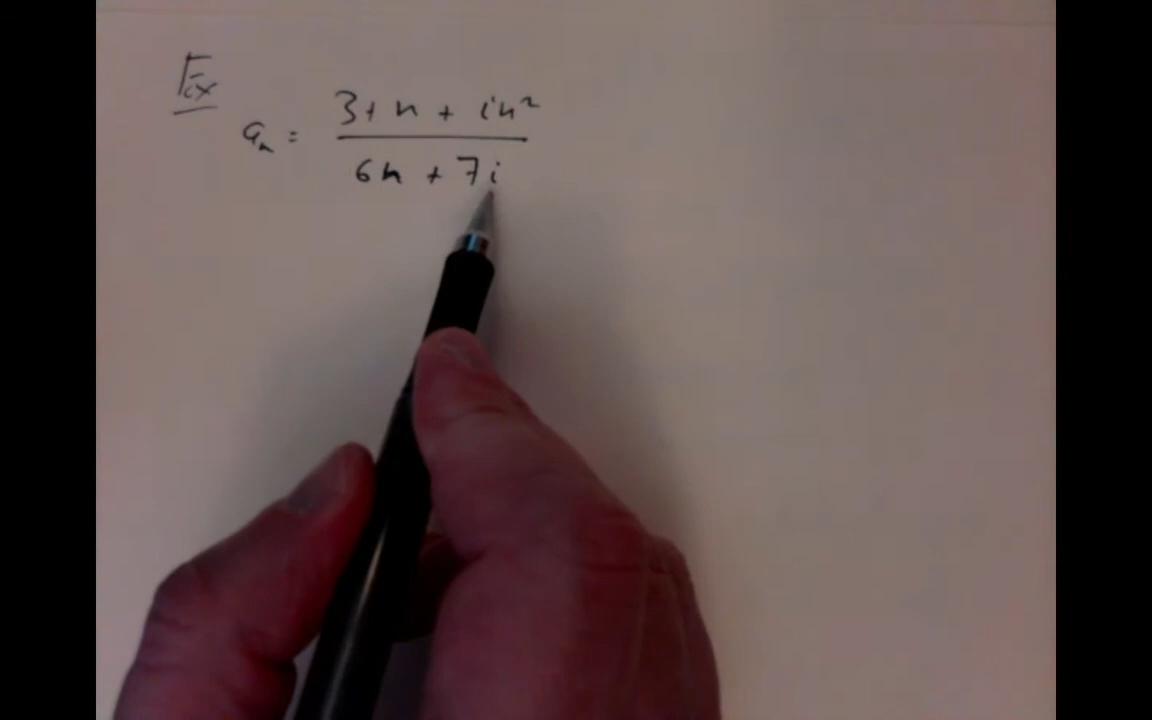 Ex
aₙ = (3 + n + in²) / (6n + 7i)